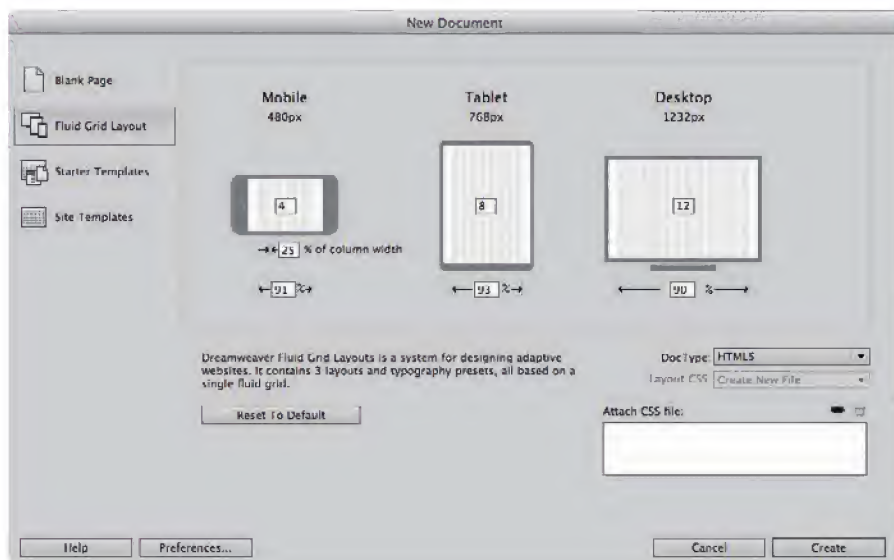 New Document
Blank Page
Fluid Grid Layout
Starter Templates
Site Templates
Mobile
480px
Tablet
768px
Desktop
1232px
4
8
12
25 % of column width
91 %
93 %
90 %
Dreamweaver Fluid Grid Layouts is a system for designing adaptive
websites. It contains 3 layouts and typography presets, all based on a
single fluid grid.
Reset To Default
DocType: HTML5
Layout CSS Create New File
Attach CSS file:
Help
Preferences...
Cancel
Create